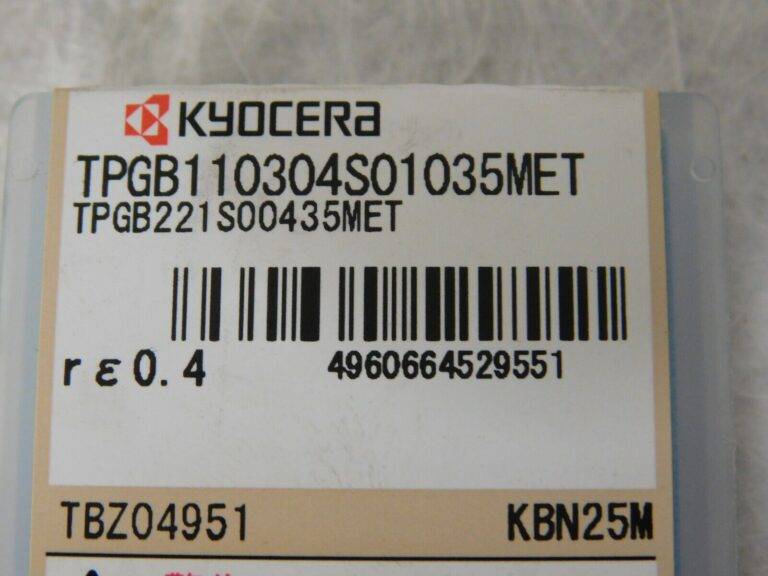 KYOCERA
TPGB110304S01035MET
TPGB221S00435MET
rε0.4
4960664529551
TBZ04951
KBN25M